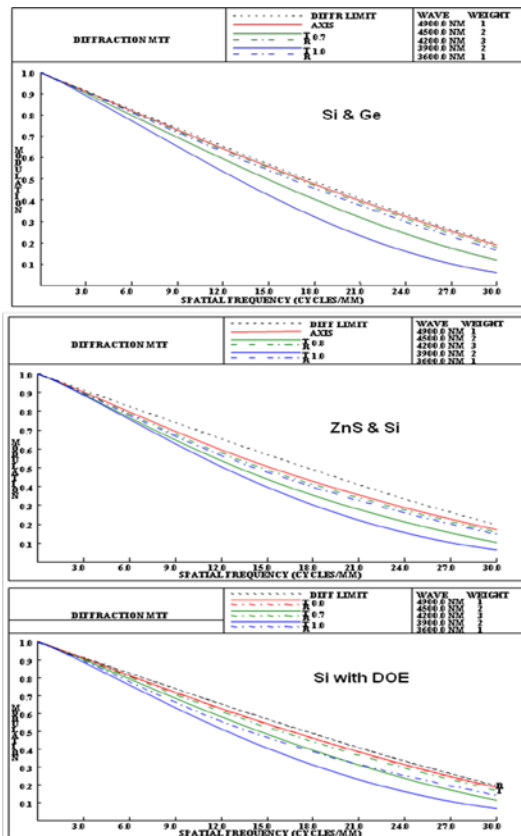 DIFFRACTION MTF
DIFFR LIMIT
AXIS
T
R 0.7
T
R 1.0
WAVE WEIGHT
4900.0 NM 1
4500.0 NM 2
4200.0 NM 3
3900.0 NM 2
3600.0 NM 1
Si & Ge
MODULATION
1.0
0.9
0.8
0.7
0.6
0.5
0.4
0.3
0.2
0.1
3.0 6.0 9.0 12.0 15.0 18.0 21.0 24.0 27.0 30.0
SPATIAL FREQUENCY (CYCLES/MM)
DIFFRACTION MTF
DIFF LIMIT
AXIS
T
R 0.8
T
R 1.0
WAVE WEIGHT
4900.0 NM 1
4500.0 NM 2
4200.0 NM 3
3900.0 NM 2
3600.0 NM 1
ZnS & Si
MODULATION
1.0
0.9
0.8
0.7
0.6
0.5
0.4
0.3
0.2
0.1
3.0 6.0 9.0 12.0 15.0 18.0 21.0 24.0 27.0 30.0
SPATIAL FREQUENCY (CYCLES/MM)
DIFFRACTION MTF
DIFF LIMIT
T
R 0.0
T
R 0.7
T
R 1.0
WAVE WEIGHT
4900.0 NM 1
4500.0 NM 2
4200.0 NM 3
3900.0 NM 2
3600.0 NM 1
Si with DOE
MODULATION
1.0
0.9
0.8
0.7
0.6
0.5
0.4
0.3
0.2
0.1
R
T
3.0 6.0 9.0 12.0 15.0 18.0 21.0 24.0 27.0 30.0
SPATIAL FREQUENCY (CYCLES/MM)